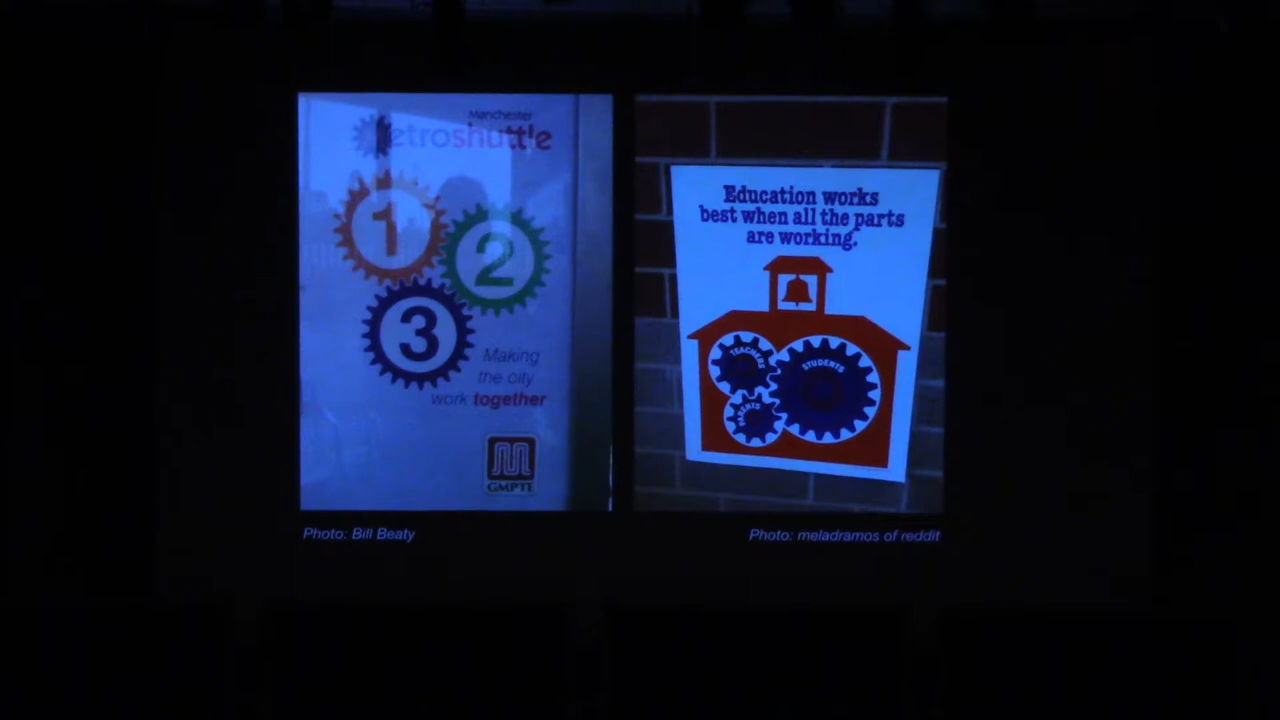 Manchester
etroshuttle
1
2
3
Making
the city
work together
GMPTE
Photo: Bill Beaty
Education works
best when all the parts
are working.
TEACHERS
STUDENTS
PARENTS
Photo: meladramos of reddit